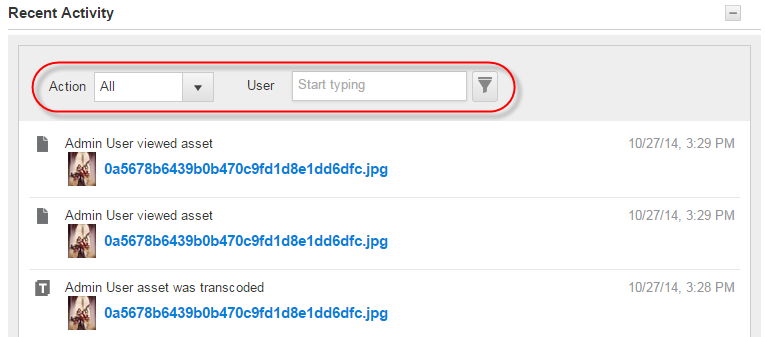 Recent Activity
Action All User Start typing
Admin User viewed asset 10/27/14, 3:29 PM
0a5678b6439b0b470c9fd1d8e1dd6dfc.jpg
Admin User viewed asset 10/27/14, 3:29 PM
0a5678b6439b0b470c9fd1d8e1dd6dfc.jpg
T Admin User asset was transcoded 10/27/14, 3:28 PM
0a5678b6439b0b470c9fd1d8e1dd6dfc.jpg